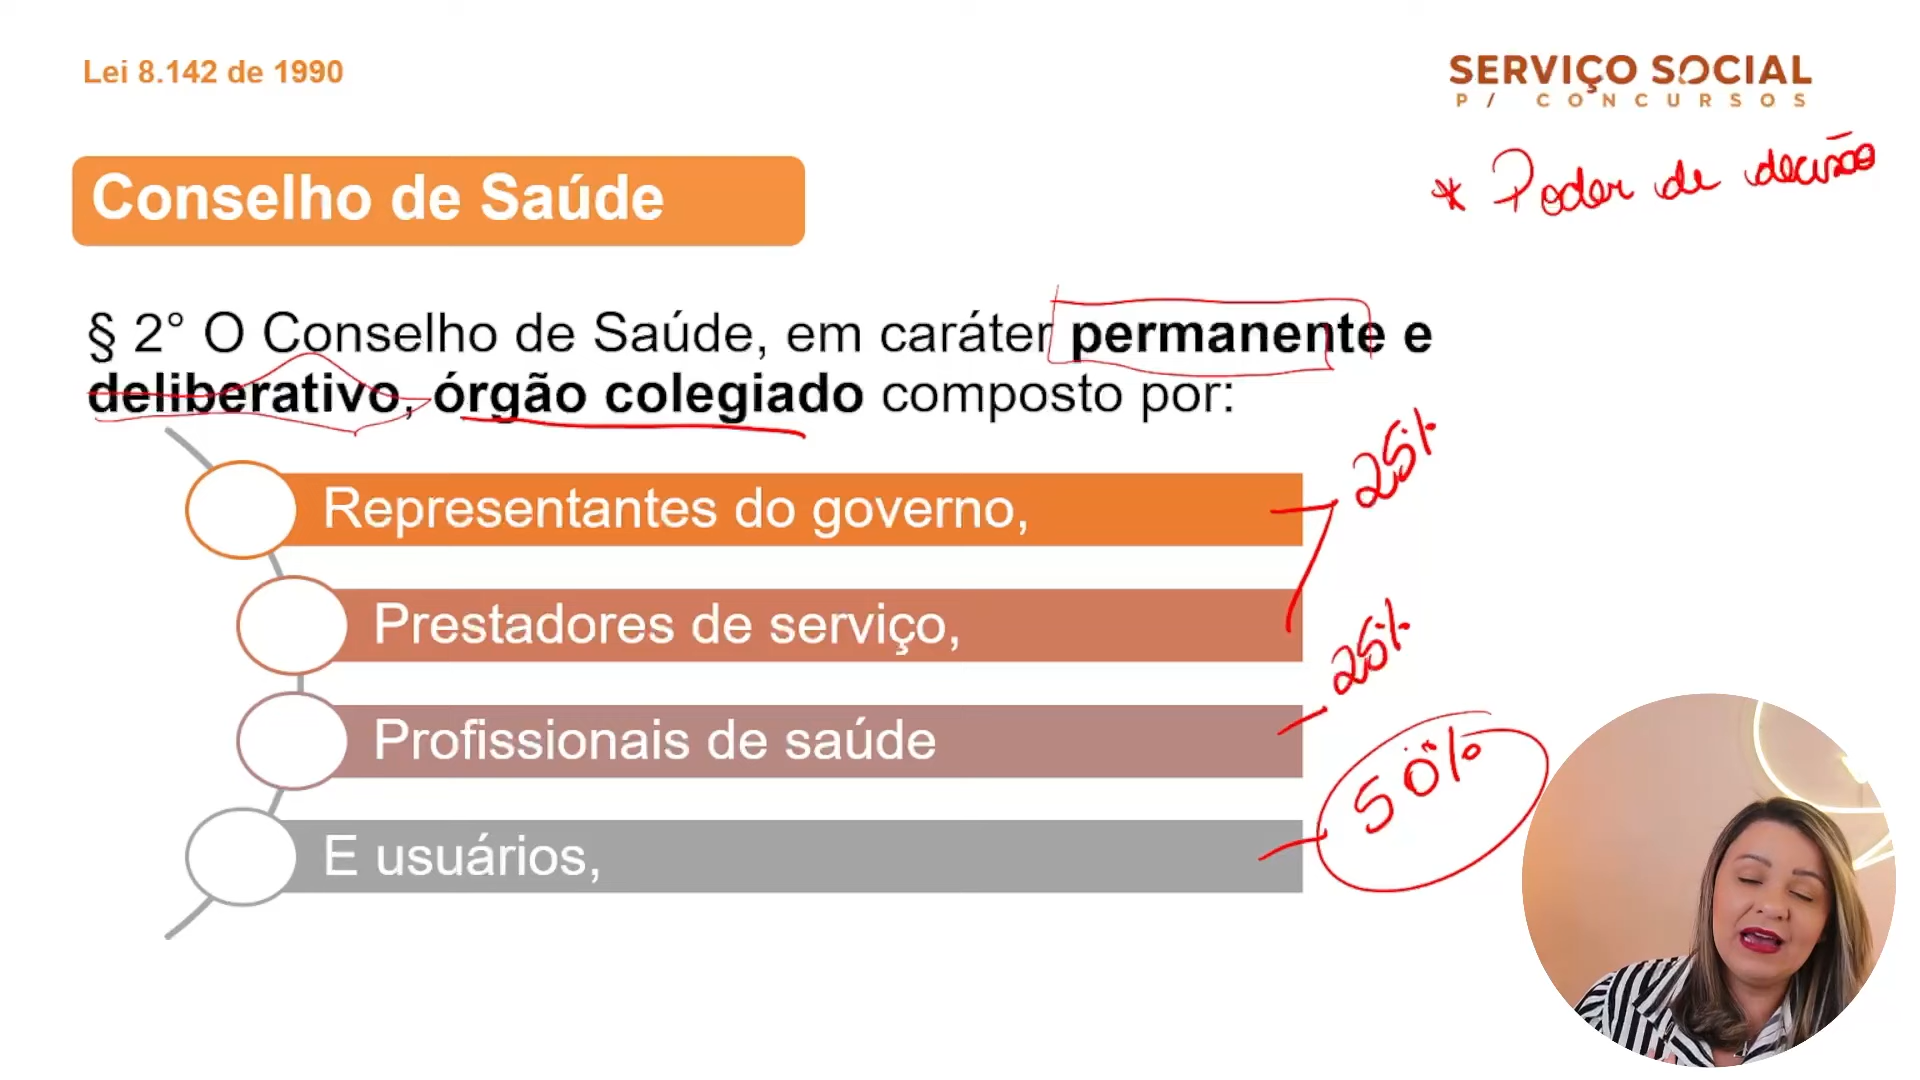 Lei 8.142 de 1990
SERVIÇO SOCIAL
P/ CONCURSOS
* Poder de decisão
Conselho de Saúde
§ 2° O Conselho de Saúde, em caráter permanente e
deliberativo, órgão colegiado composto por:
25%
Representantes do governo,
Prestadores de serviço,
25%
Profissionais de saúde
50%
E usuários,